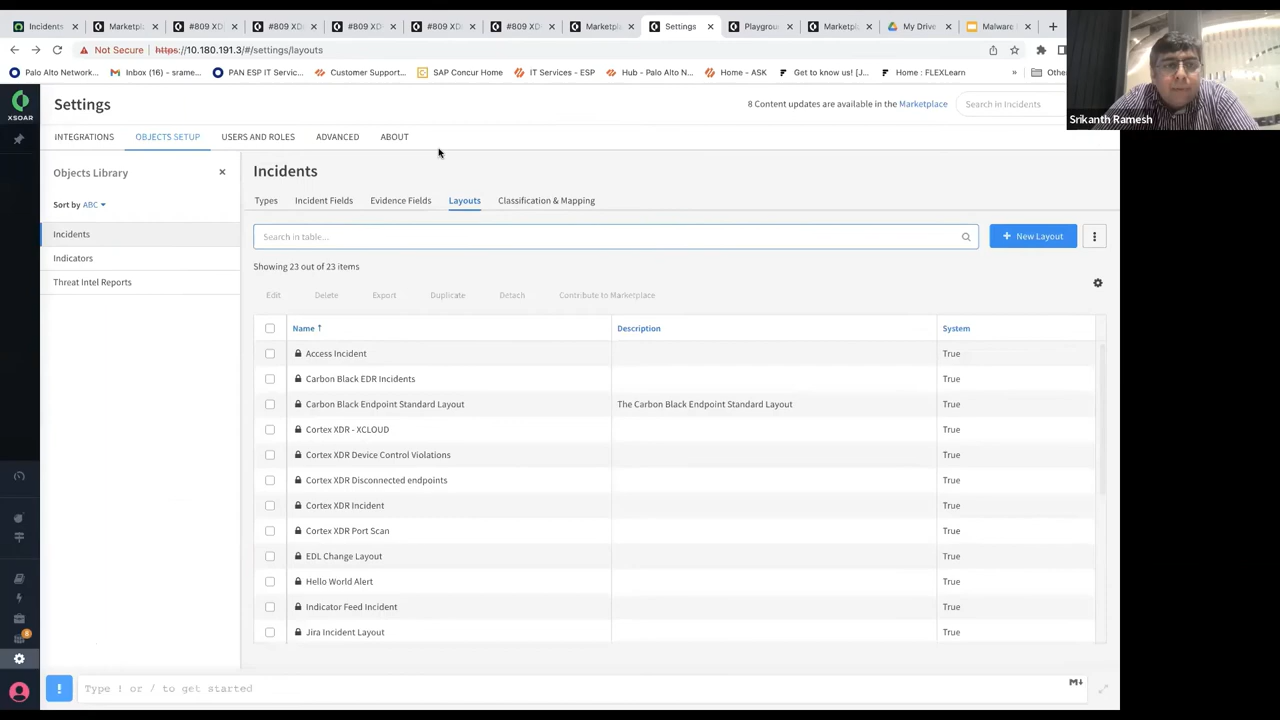 Incidents
Marketpl
#809 XD
#809 XD
#809 XD
#809 XD
#809 XD
Marketpl
Settings
Playgrou
Marketpl
My Drive
Malware
Not Secure
https://10.180.191.3/#/settings/layouts
Palo Alto Network...
Inbox (16) - srame...
PAN ESP IT Servic...
Customer Support...
SAP Concur Home
IT Services - ESP
Hub - Palo Alto N...
Home - ASK
Get to know us! [J...
Home : FLEXLearn
»
Othe
Srikanth Ramesh
XSOAR
Settings
8 Content updates are available in the Marketplace
Search in Incidents
INTEGRATIONS
OBJECTS SETUP
USERS AND ROLES
ADVANCED
ABOUT
Objects Library
Sort by ABC
Incidents
Indicators
Threat Intel Reports
Incidents
Types
Incident Fields
Evidence Fields
Layouts
Classification & Mapping
Search in table...
+ New Layout
Showing 23 out of 23 items
Edit
Delete
Export
Duplicate
Detach
Contribute to Marketplace
Name ↑ Description System
Access Incident True
Carbon Black EDR Incidents True
Carbon Black Endpoint Standard Layout The Carbon Black Endpoint Standard Layout True
Cortex XDR - XCLOUD True
Cortex XDR Device Control Violations True
Cortex XDR Disconnected endpoints True
Cortex XDR Incident True
Cortex XDR Port Scan True
EDL Change Layout True
Hello World Alert True
Indicator Feed Incident True
Jira Incident Layout True
8
! Type ! or / to get started
M↓